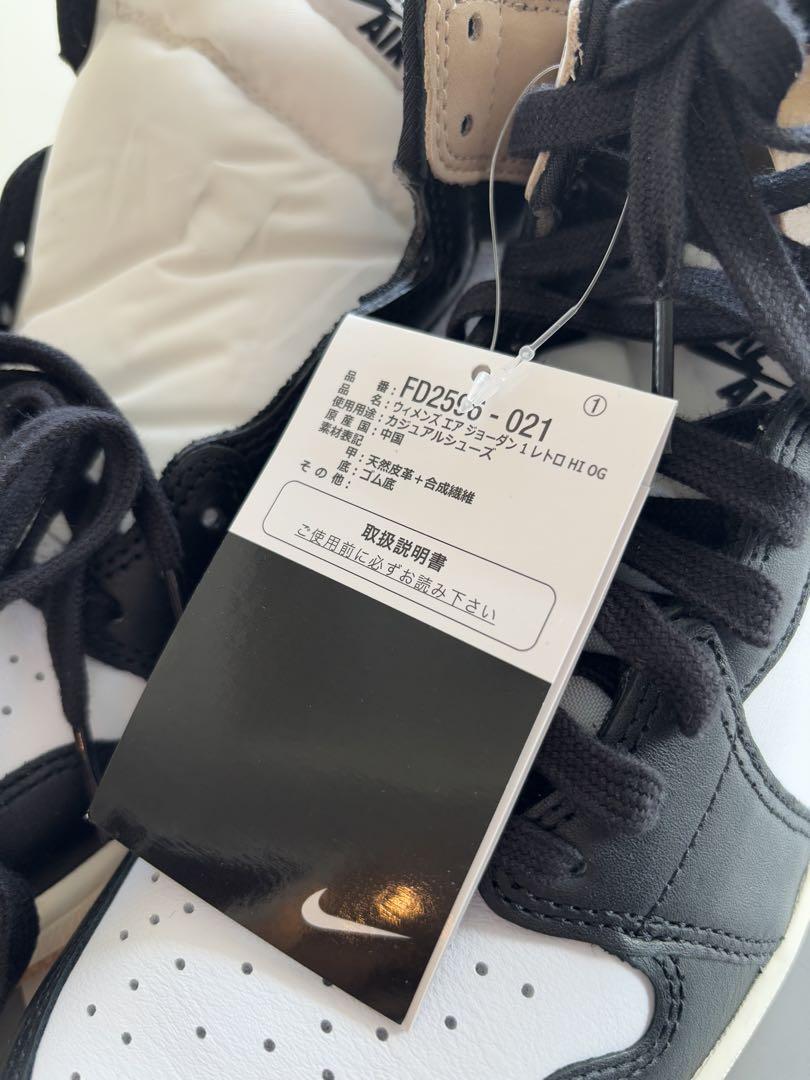 ①
品 番: FD2596 - 021
品 名: ウィメンズ エア ジョーダン 1 レトロ HI OG
使用用途: カジュアルシューズ
原 産 国: 中国
素材表記:
甲: 天然皮革＋合成繊維
底: ゴム底
そ の 他:
取扱説明書
ご使用前に必ずお読み下さい
AIR
AIR